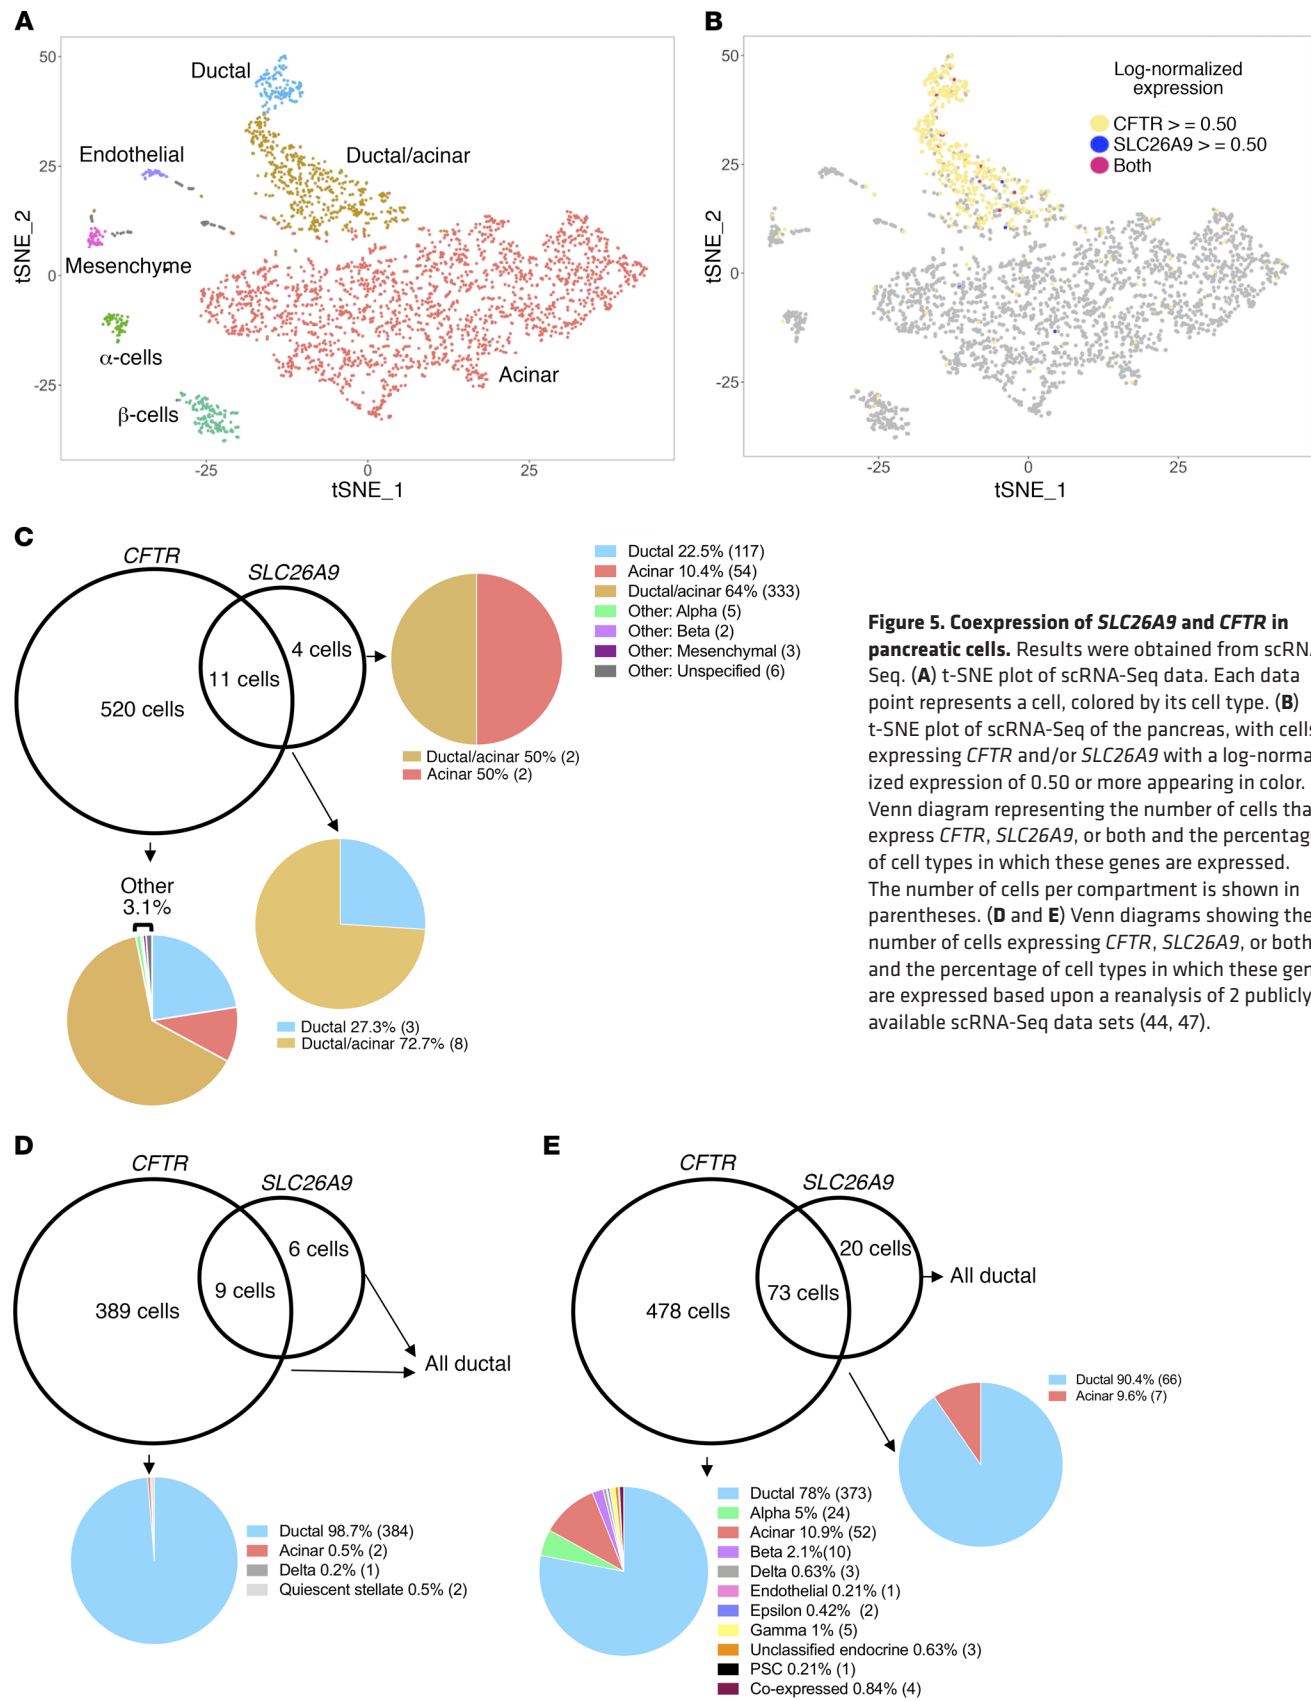 A
50
25
0
-25
tSNE_2
-25
0
25
tSNE_1
Ductal
Ductal/acinar
Endothelial
Mesenchyme
α-cells
β-cells
Acinar
B
50
25
0
-25
tSNE_2
-25
0
25
tSNE_1
Log-normalized
expression
CFTR > = 0.50
SLC26A9 > = 0.50
Both
C
CFTR
SLC26A9
4 cells
11 cells
520 cells
Ductal/acinar 50% (2)
Acinar 50% (2)
Ductal 22.5% (117)
Acinar 10.4% (54)
Ductal/acinar 64% (333)
Other: Alpha (5)
Other: Beta (2)
Other: Mesenchymal (3)
Other: Unspecified (6)
Other
3.1%
Ductal 27.3% (3)
Ductal/acinar 72.7% (8)
Figure 5. Coexpression of SLC26A9 and CFTR in
pancreatic cells. Results were obtained from
Seq. (A) t-SNE plot of scRNA-Seq data. Each data
point represents a cell, colored by its cell type. (B)
t-SNE plot of scRNA-Seq of the pancreas, with cells
expressing CFTR and/or SLC26A9 with a log-norma
ized expression of 0.50 or more appearing in color.
Venn diagram representing the number of cells tha
express CFTR, SLC26A9, or both and the percentag
of cell types in which these genes are expressed.
The number of cells per compartment is shown in
parentheses. (D and E) Venn diagrams showing the
number of cells expressing CFTR, SLC26A9, or both
and the percentage of cell types in which these gen
are expressed based upon a reanalysis of 2 publicly
available scRNA-Seq data sets (44, 47).
D
CFTR
SLC26A9
6 cells
9 cells
389 cells
All ductal
Ductal 98.7% (384)
Acinar 0.5% (2)
Delta 0.2% (1)
Quiescent stellate 0.5% (2)
E
CFTR
SLC26A9
20 cells
73 cells
478 cells
All ductal
Ductal 90.4% (66)
Acinar 9.6% (7)
Ductal 78% (373)
Alpha 5% (24)
Acinar 10.9% (52)
Beta 2.1%(10)
Delta 0.63% (3)
Endothelial 0.21% (1)
Epsilon 0.42% (2)
Gamma 1% (5)
Unclassified endocrine 0.63% (3)
PSC 0.21% (1)
Co-expressed 0.84% (4)